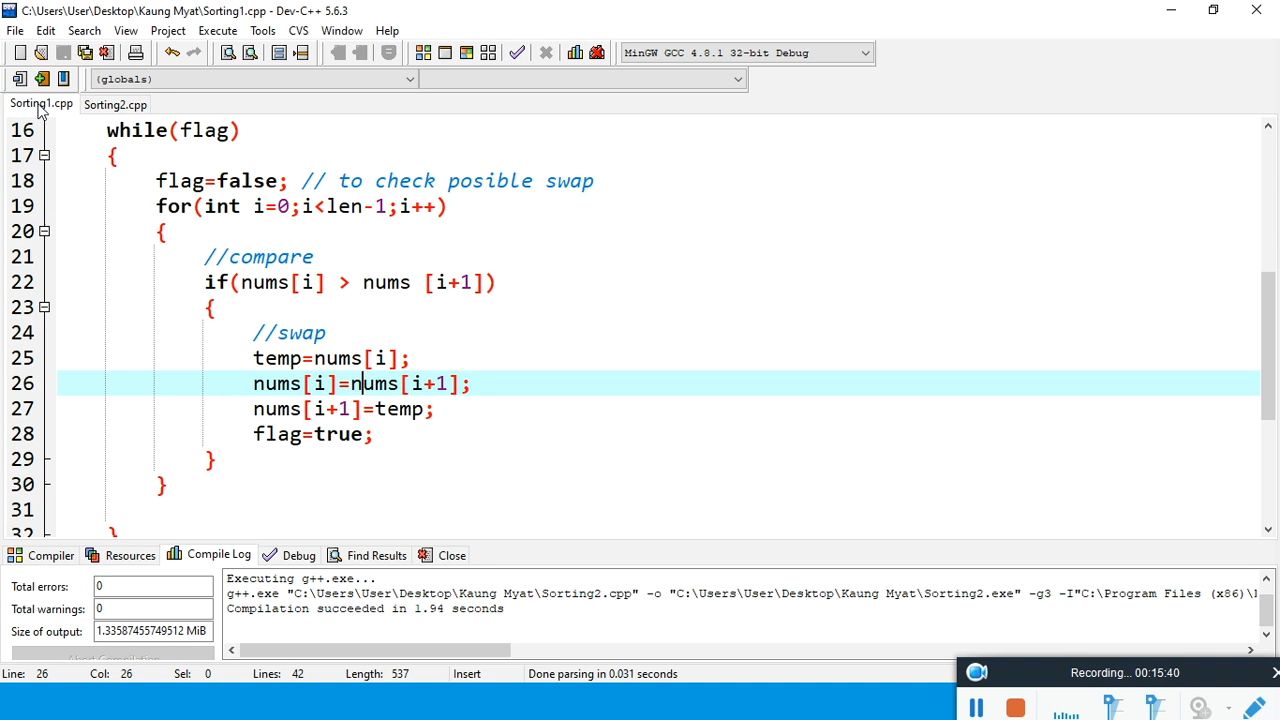 C:\Users\User\Desktop\Kaung Myat\Sorting1.cpp - Dev-C++ 5.6.3
File Edit Search View Project Execute Tools CVS Window Help
MinGW GCC 4.8.1 32-bit Debug
(globals)
Sorting1.cpp Sorting2.cpp
16 while(flag)
17 {
18 flag=false; // to check posible swap
19 for(int i=0;i<len-1;i++)
20 {
21 //compare
22 if(nums[i] > nums [i+1])
23 {
24 //swap
25 temp=nums[i];
26 nums[i]=nums[i+1];
27 nums[i+1]=temp;
28 flag=true;
29 }
30 }
31
32 }
Compiler Resources Compile Log Debug Find Results Close
Total errors: 0
Total warnings: 0
Size of output: 1.33587455749512 MiB
Abort Compilation
Executing g++.exe...
g++.exe "C:\Users\User\Desktop\Kaung Myat\Sorting2.cpp" -o "C:\Users\User\Desktop\Kaung Myat\Sorting2.exe" -g3 -I"C:\Program Files (x86)\
Compilation succeeded in 1.94 seconds
Line: 26 Col: 26 Sel: 0 Lines: 42 Length: 537 Insert Done parsing in 0.031 seconds
Recording... 00:15:40